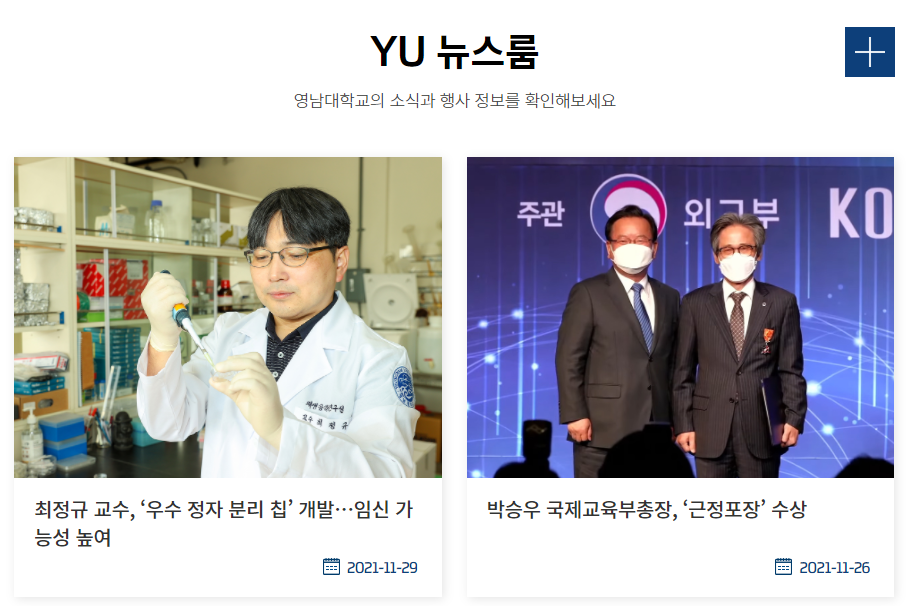 YU 뉴스룸
영남대학교의 소식과 행사 정보를 확인해보세요
주관 외교부 KO
최정규 교수, ‘우수 정자 분리 칩’ 개발…임신 가
능성 높여
2021-11-29
박승우 국제교육부총장, ‘근정포장’ 수상
2021-11-26